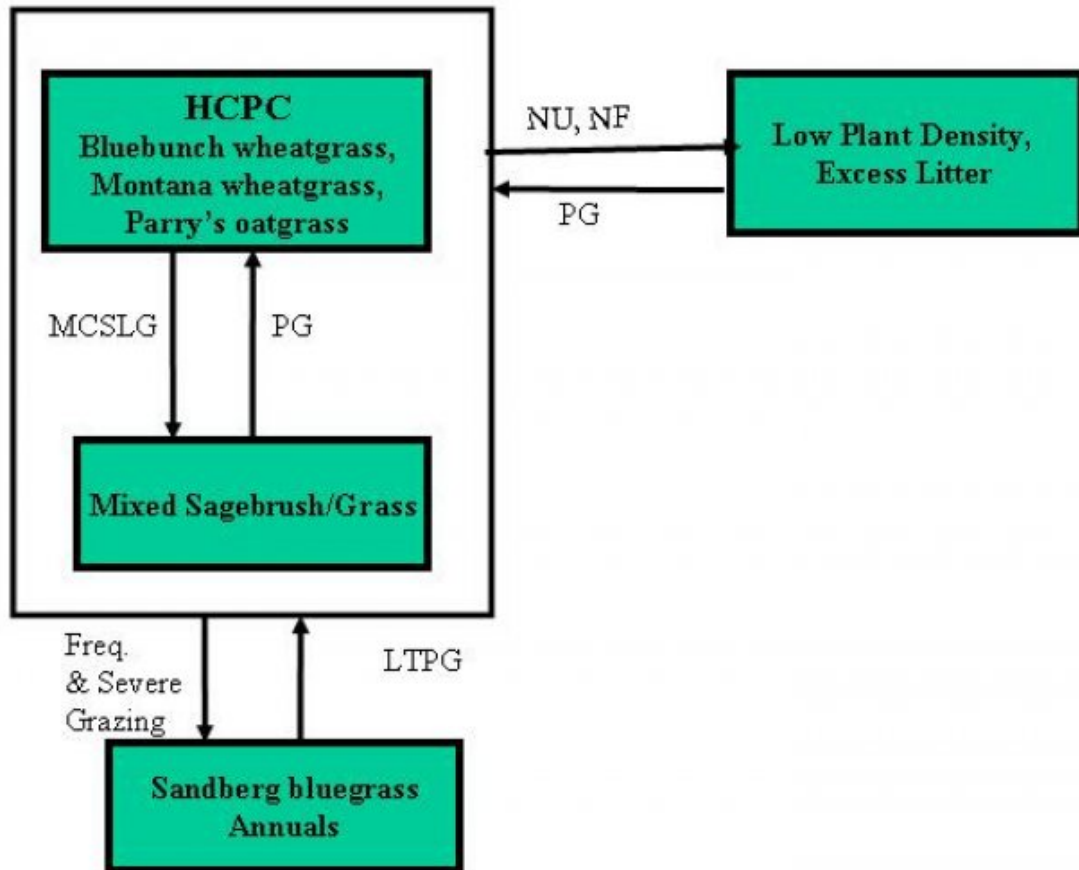 HCPC
Bluebunch wheatgrass,
Montana wheatgrass,
Parry's oatgrass
NU, NF
PG
Low Plant Density,
Excess Litter
MCSLG
PG
Mixed Sagebrush/Grass
Freq.
& Severe
Grazing
LTPG
Sandberg bluegrass
Annuals